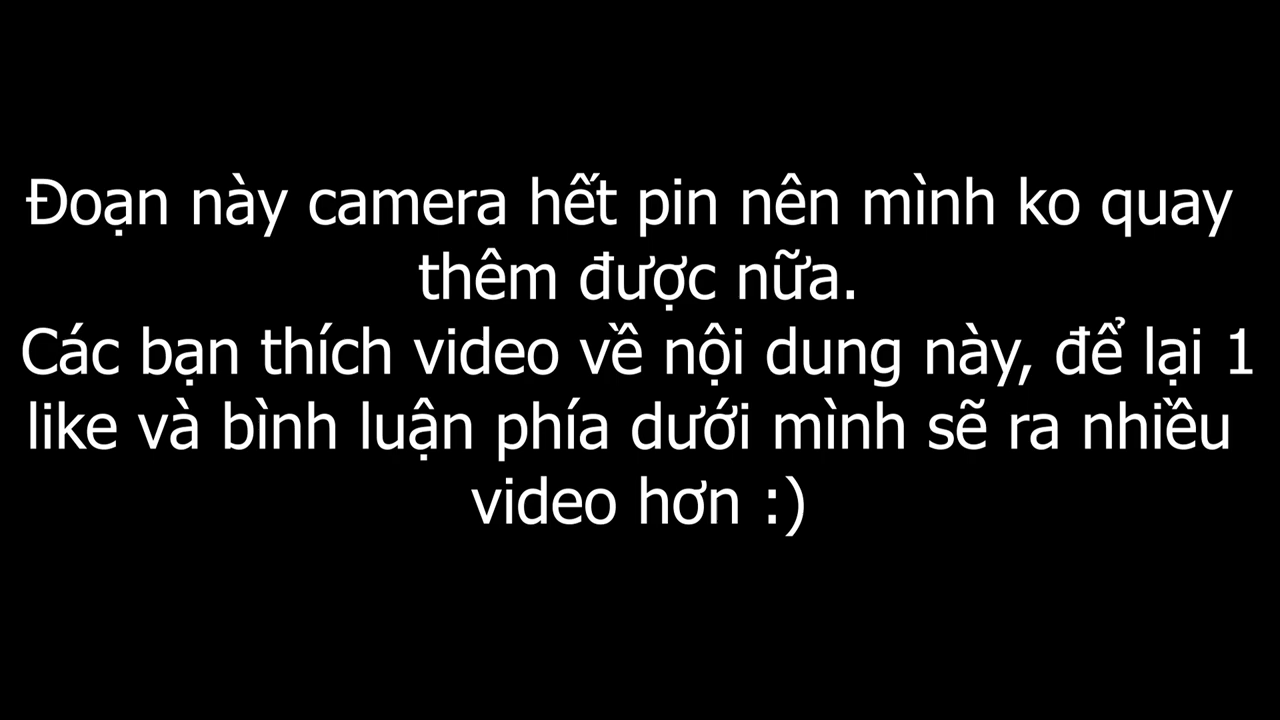 Đoạn này camera hết pin nên mình ko quay
thêm được nữa.
Các bạn thích video về nội dung này, để lại 1
like và bình luận phía dưới mình sẽ ra nhiều
video hơn :)